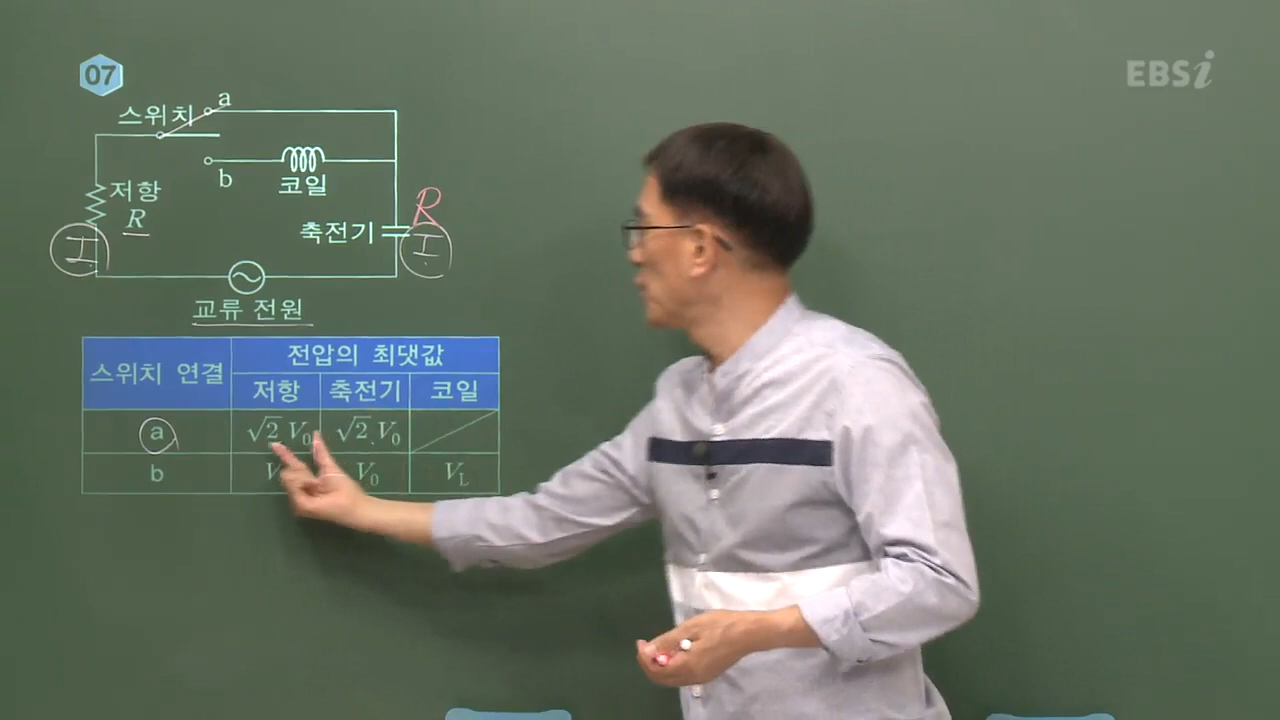 07
EBSi
스위치
a
b
코일
저항
R
R
축전기
I
I
교류 전원
스위치 연결
전압의 최댓값
저항 축전기 코일
a √2 V₀ √2 V₀
b V₀ V_L